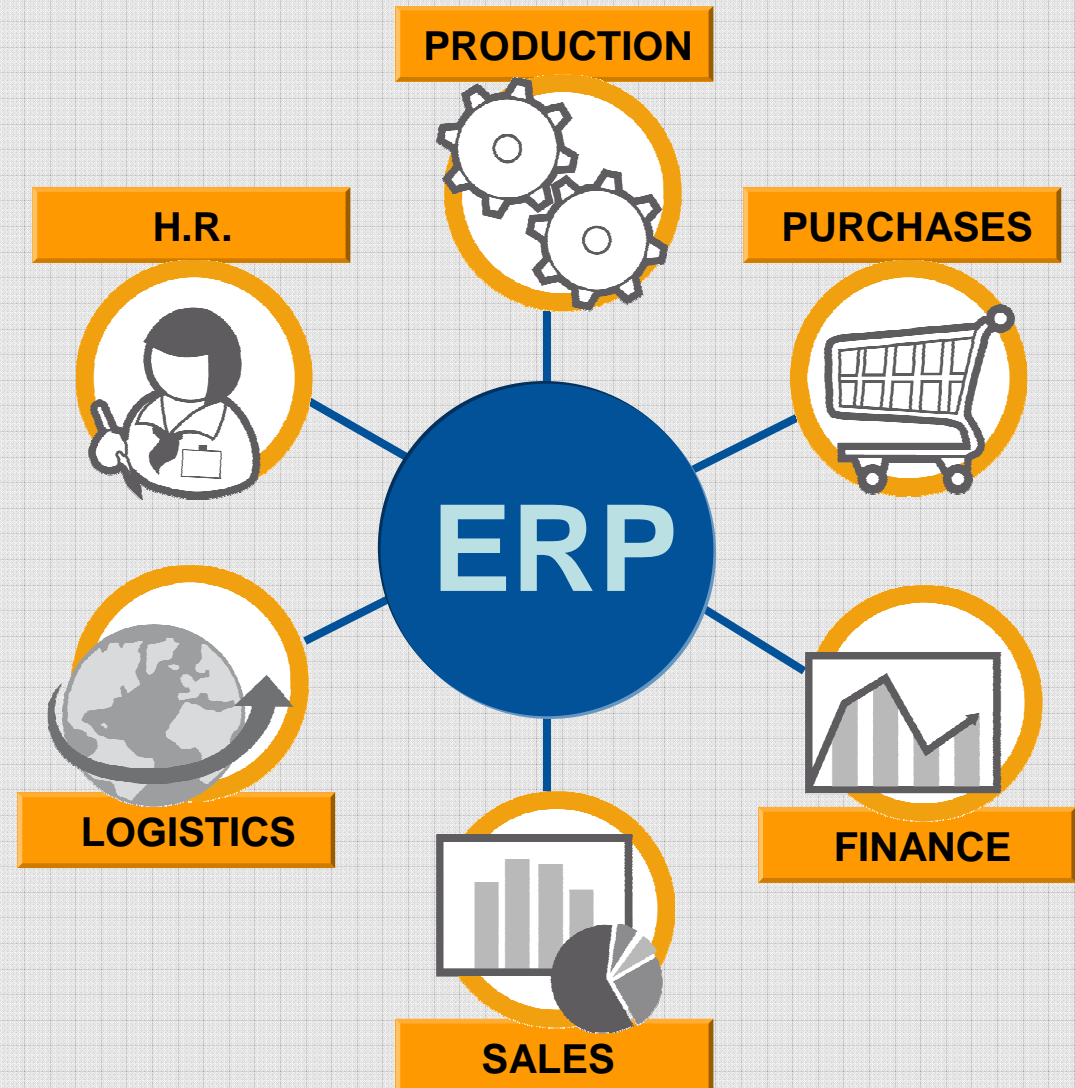 PRODUCTION
H.R.
PURCHASES
ERP
LOGISTICS
FINANCE
SALES